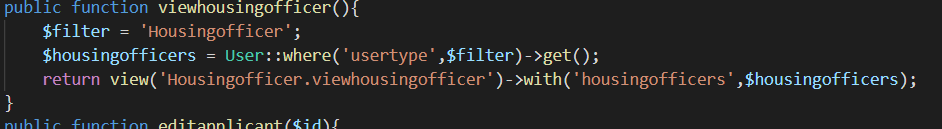 public function viewhousingofficer(){
$filter = 'Housingofficer';
$housingofficers = User::where('usertype',$filter)->get();
return view('Housingofficer.viewhousingofficer')->with('housingofficers',$housingofficers);
}
public function editapplicant($id){